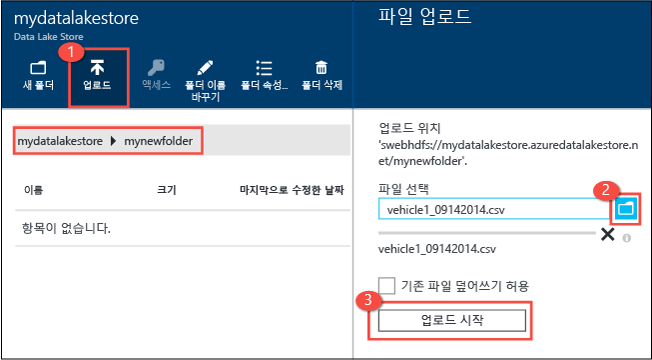 mydatalakestore
Data Lake Store
1
새 폴더
업로드
액세스
폴더 이름
바꾸기
폴더 속성...
폴더 삭제
mydatalakestore
mynewfolder
이름
크기
마지막으로 수정한 날짜
항목이 없습니다.
파일 업로드
업로드 위치
'swebhdfs://mydatalakestore.azuredatalakestore.n
et/mynewfolder'.
파일 선택
2
vehicle1_09142014.csv
vehicle1_09142014.csv
기존 파일 덮어쓰기 허용
3
업로드 시작